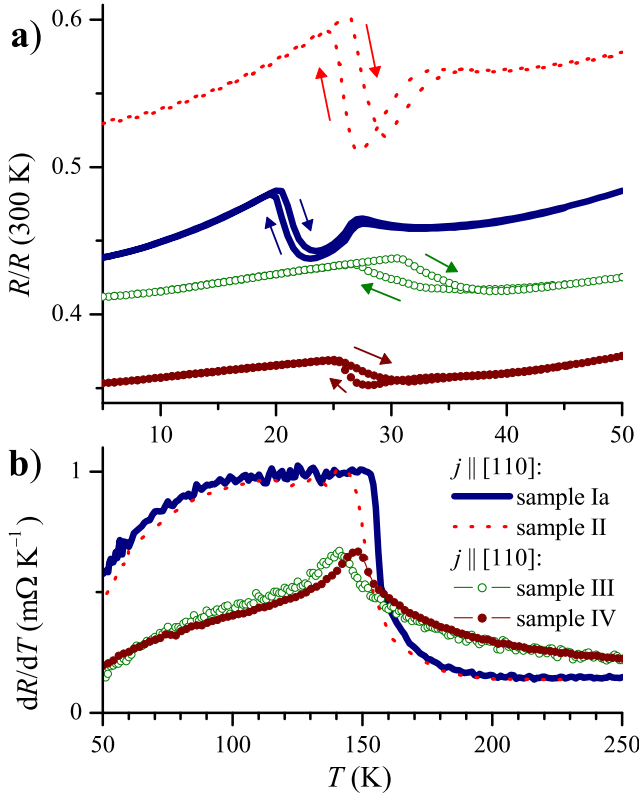 a)
0.6
0.5
0.4
R/R (300 K)
10 20 30 40 50
b)
1
0
dR/dT (mΩ K⁻¹)
j || [110]:
sample Ia
sample II
j || [110]:
sample III
sample IV
50 100 150 200 250
T (K)